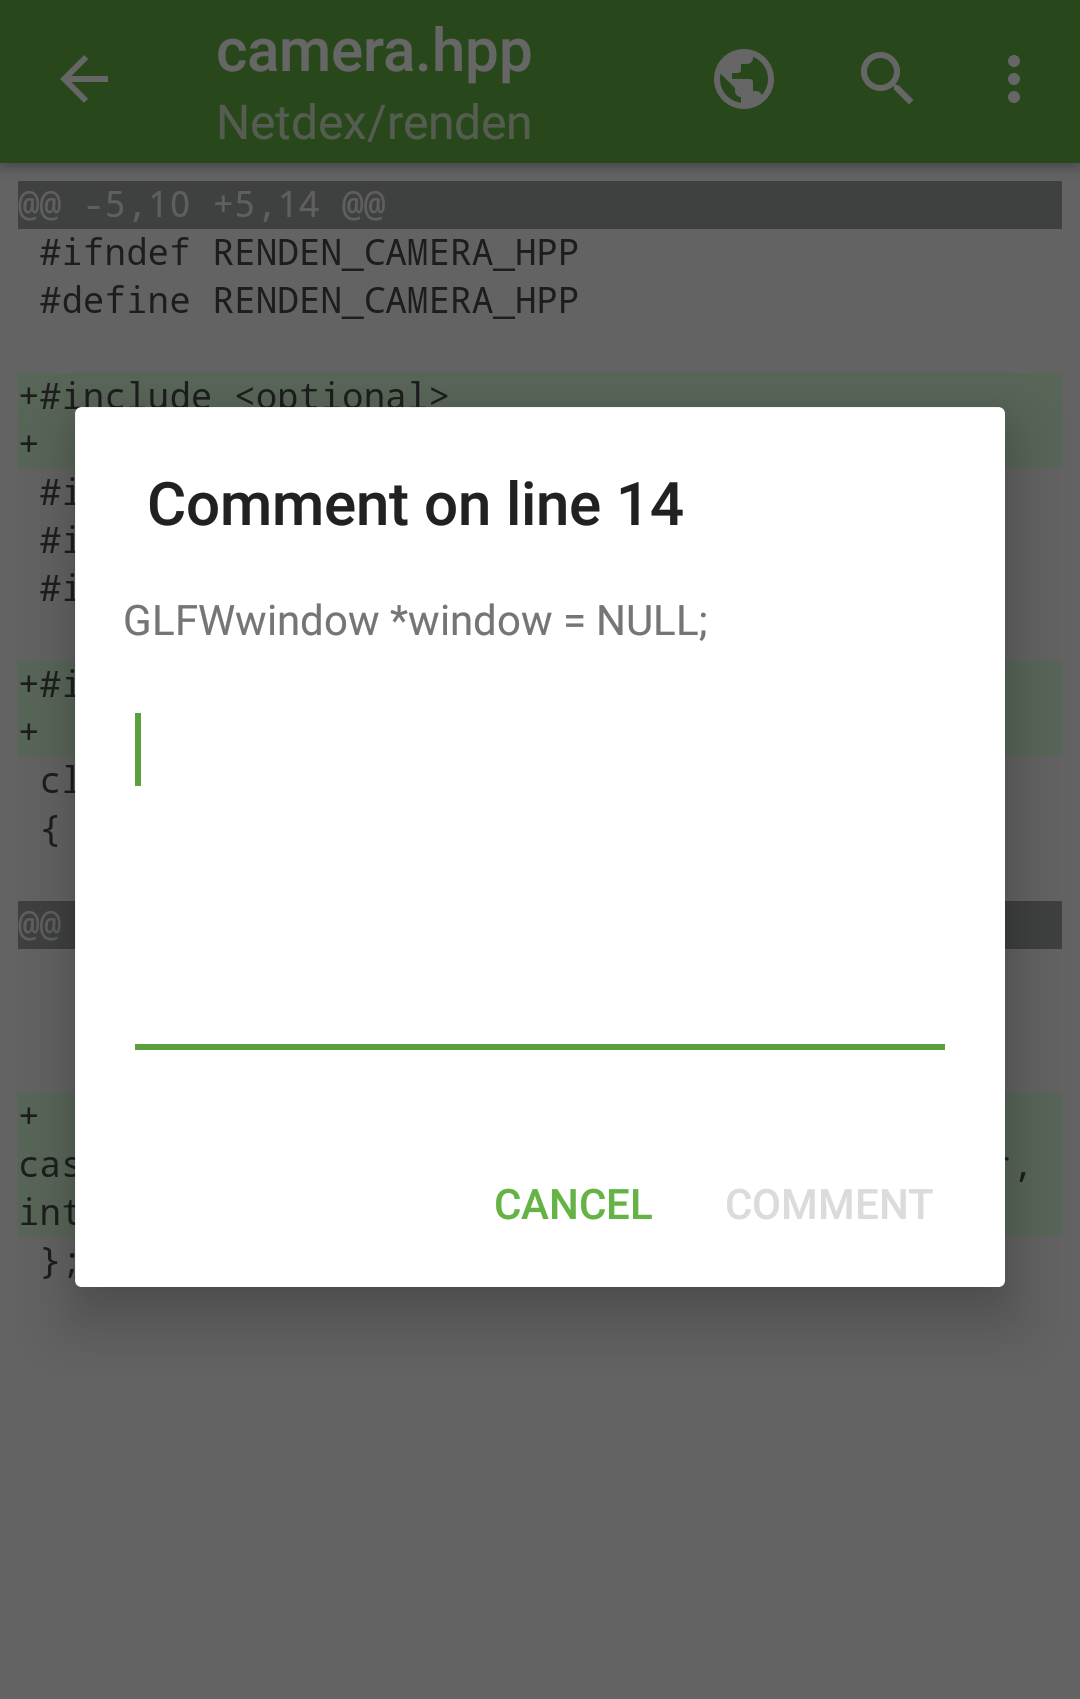 camera.hpp
Netdex/renden
@@ -5,10 +5,14 @@
#ifndef RENDEN_CAMERA_HPP
#define RENDEN_CAMERA_HPP
+#include <optional>
+
#i
#i
#i
+#i
+
cl
{
@@
+
cas
,
int
};
Comment on line 14
GLFWwindow *window = NULL;
CANCEL
COMMENT